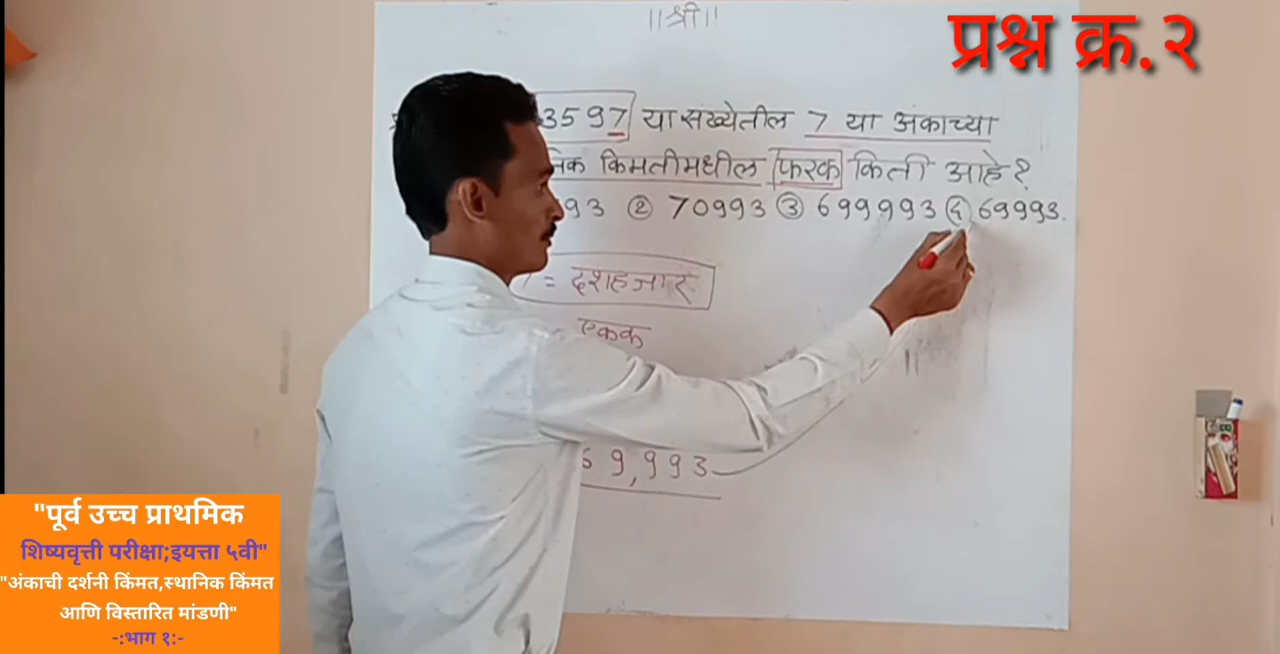 ॥श्री॥
प्रश्न क्र.२
3597 या संख्येतील 7 या अंकाच्या
किमतीमधील फरक किती आहे?
993 ② 70993 ③ 699993 ④ 69993.
= दशहजार
एकक
69,993
"पूर्व उच्च प्राथमिक
शिष्यवृत्ती परीक्षा;इयत्ता ५वी"
"अंकाची दर्शनी किंमत,स्थानिक किंमत
आणि विस्तारित मांडणी"
-:भाग १:-